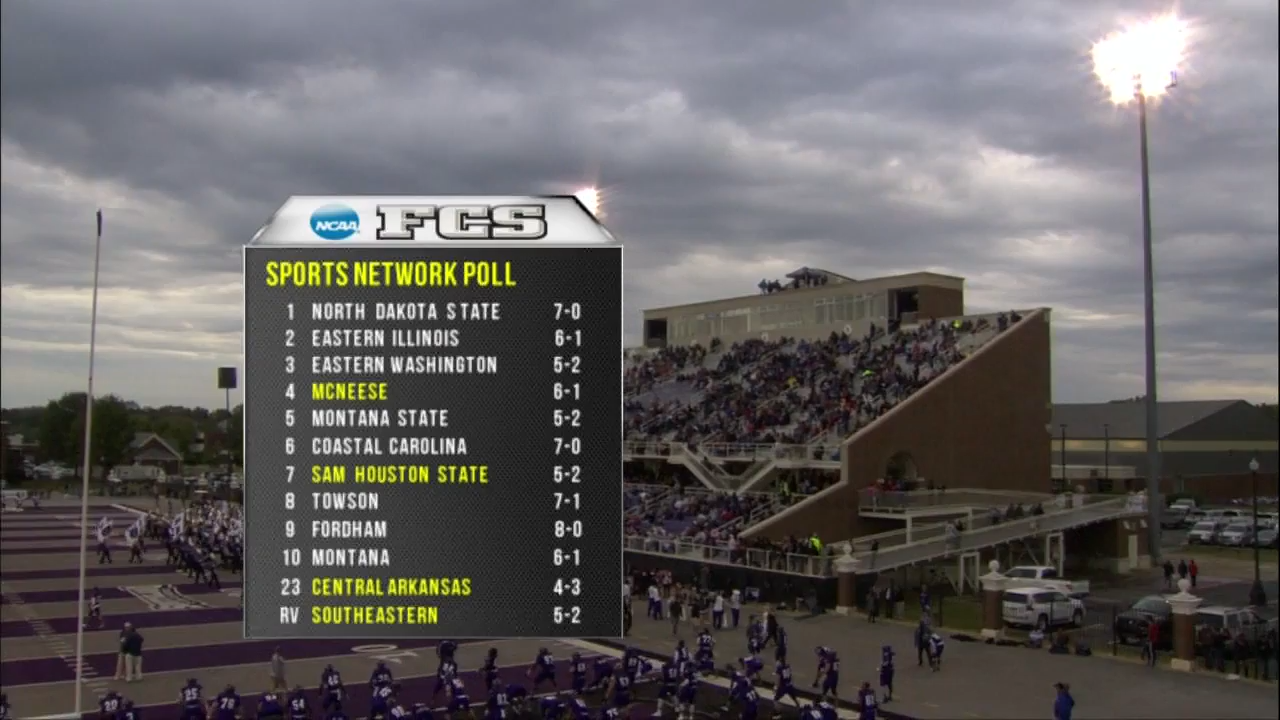 NCAA FCS
SPORTS NETWORK POLL
1 NORTH DAKOTA STATE 7-0
2 EASTERN ILLINOIS 6-1
3 EASTERN WASHINGTON 5-2
4 MCNEESE 6-1
5 MONTANA STATE 5-2
6 COASTAL CAROLINA 7-0
7 SAM HOUSTON STATE 5-2
8 TOWSON 7-1
9 FORDHAM 8-0
10 MONTANA 6-1
23 CENTRAL ARKANSAS 4-3
RV SOUTHEASTERN 5-2